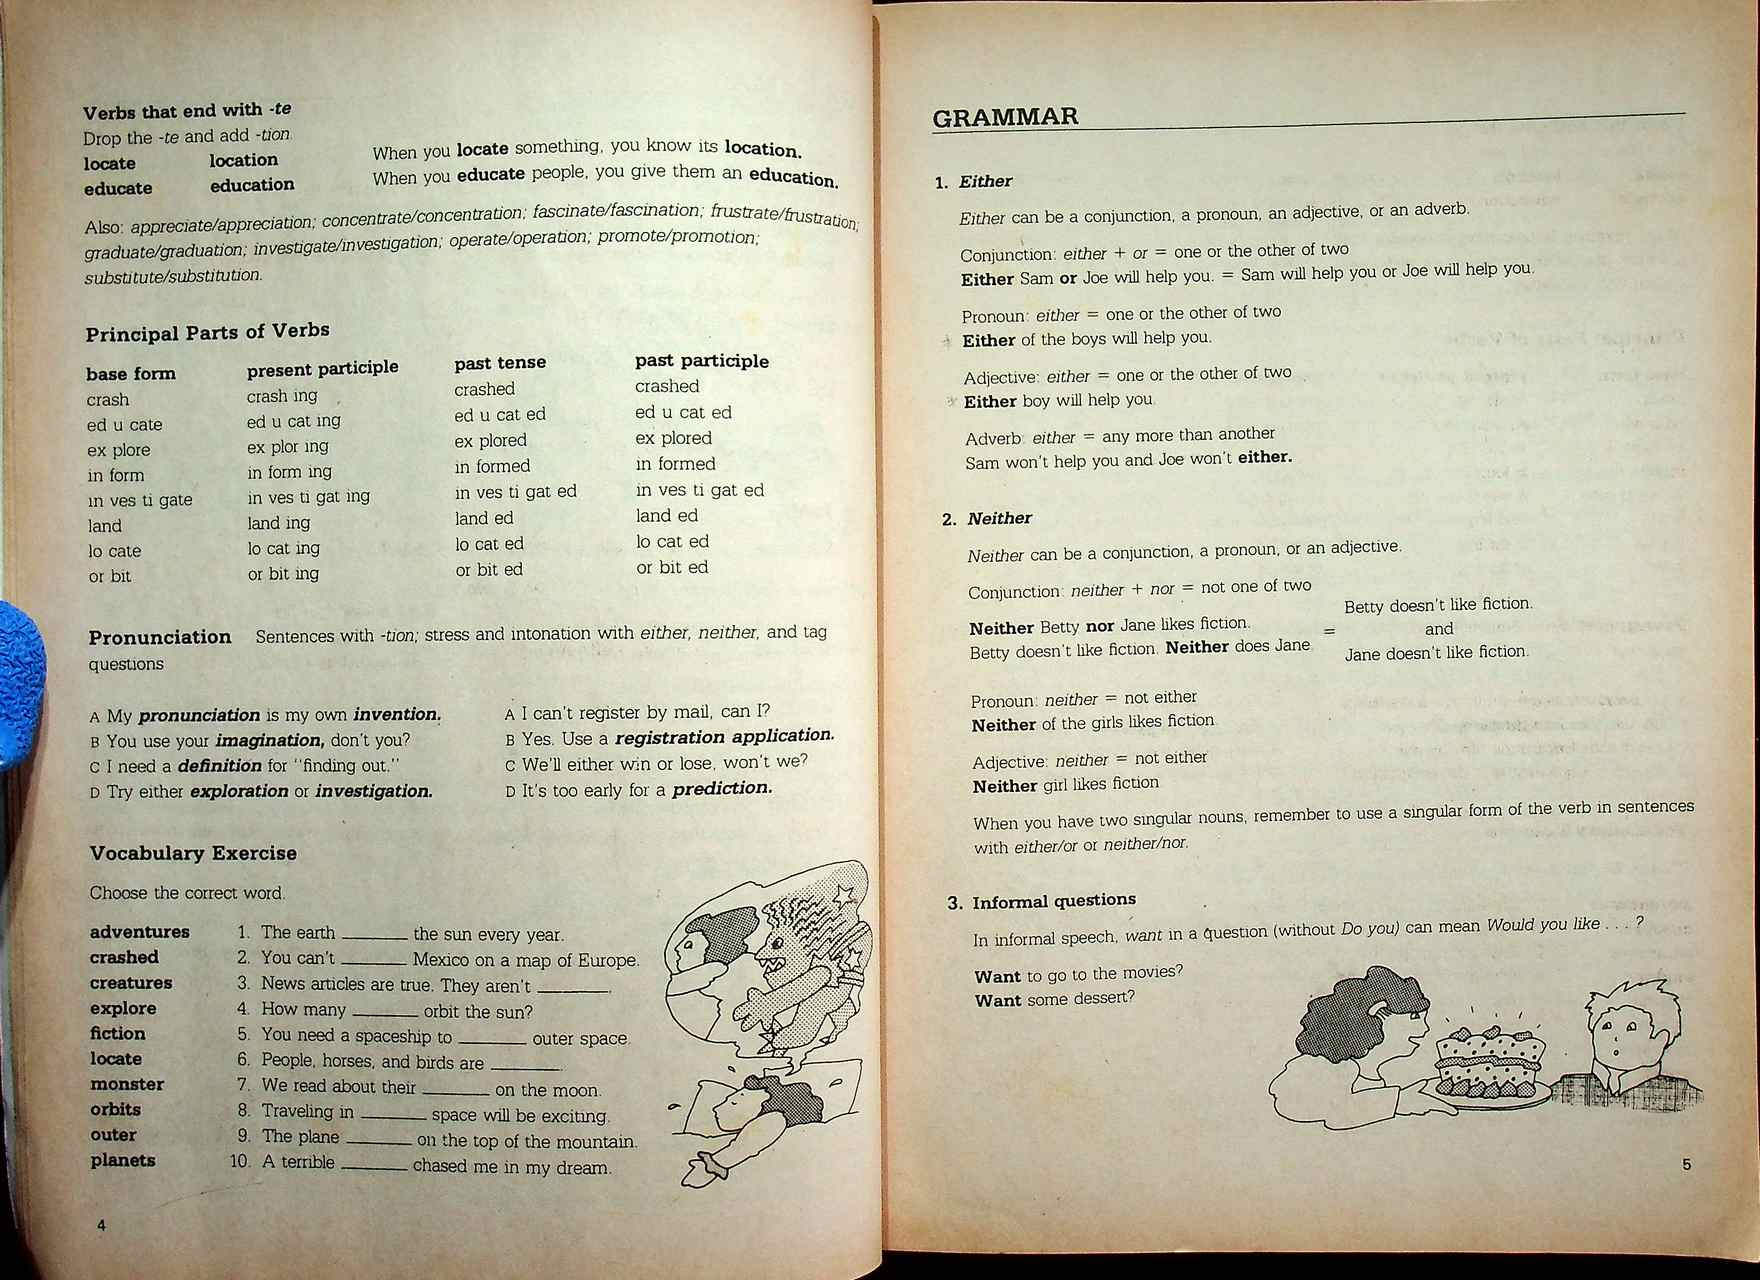 Verbs that end with -te
Drop the -te and add -tion.
locate location When you locate something, you know its location.
educate education When you educate people, you give them an education.
Also: appreciate/appreciation; concentrate/concentration; fascinate/fascination; frustrate/frustration;
graduate/graduation; investigate/investigation; operate/operation; promote/promotion;
substitute/substitution.
Principal Parts of Verbs
base form present participle past tense past participle
crash crash ing crashed crashed
ed u cate ed u cat ing ed u cat ed ed u cat ed
ex plore ex plor ing ex plored ex plored
in form in form ing in formed in formed
in ves ti gate in ves ti gat ing in ves ti gat ed in ves ti gat ed
land land ing land ed land ed
lo cate lo cat ing lo cat ed lo cat ed
or bit or bit ing or bit ed or bit ed
Pronunciation Sentences with -tion; stress and intonation with either, neither, and tag
questions
A My pronunciation is my own invention.
B You use your imagination, don't you?
C I need a definition for "finding out."
D Try either exploration or investigation.
A I can't register by mail, can I?
B Yes. Use a registration application.
C We'll either win or lose, won't we?
D It's too early for a prediction.
Vocabulary Exercise
Choose the correct word.
adventures
crashed
creatures
explore
fiction
locate
monster
orbits
outer
planets
1. The earth ______ the sun every year.
2. You can't ______ Mexico on a map of Europe.
3. News articles are true. They aren't ______.
4. How many ______ orbit the sun?
5. You need a spaceship to ______ outer space.
6. People, horses, and birds are ______.
7. We read about their ______ on the moon.
8. Traveling in ______ space will be exciting.
9. The plane ______ on the top of the mountain.
10. A terrible ______ chased me in my dream.
4
GRAMMAR
1. Either
Either can be a conjunction, a pronoun, an adjective, or an adverb.
Conjunction: either + or = one or the other of two
Either Sam or Joe will help you. = Sam will help you or Joe will help you.
Pronoun: either = one or the other of two
Either of the boys will help you.
Adjective: either = one or the other of two
Either boy will help you.
Adverb: either = any more than another
Sam won't help you and Joe won't either.
2. Neither
Neither can be a conjunction, a pronoun, or an adjective.
Conjunction: neither + nor = not one of two
Neither Betty nor Jane likes fiction.
Betty doesn't like fiction. Neither does Jane.
=
Betty doesn't like fiction.
and
Jane doesn't like fiction.
Pronoun: neither = not either
Neither of the girls likes fiction.
Adjective: neither = not either
Neither girl likes fiction.
When you have two singular nouns, remember to use a singular form of the verb in sentences
with either/or or neither/nor.
3. Informal questions
In informal speech, want in a question (without Do you) can mean Would you like . . . ?
Want to go to the movies?
Want some dessert?
5